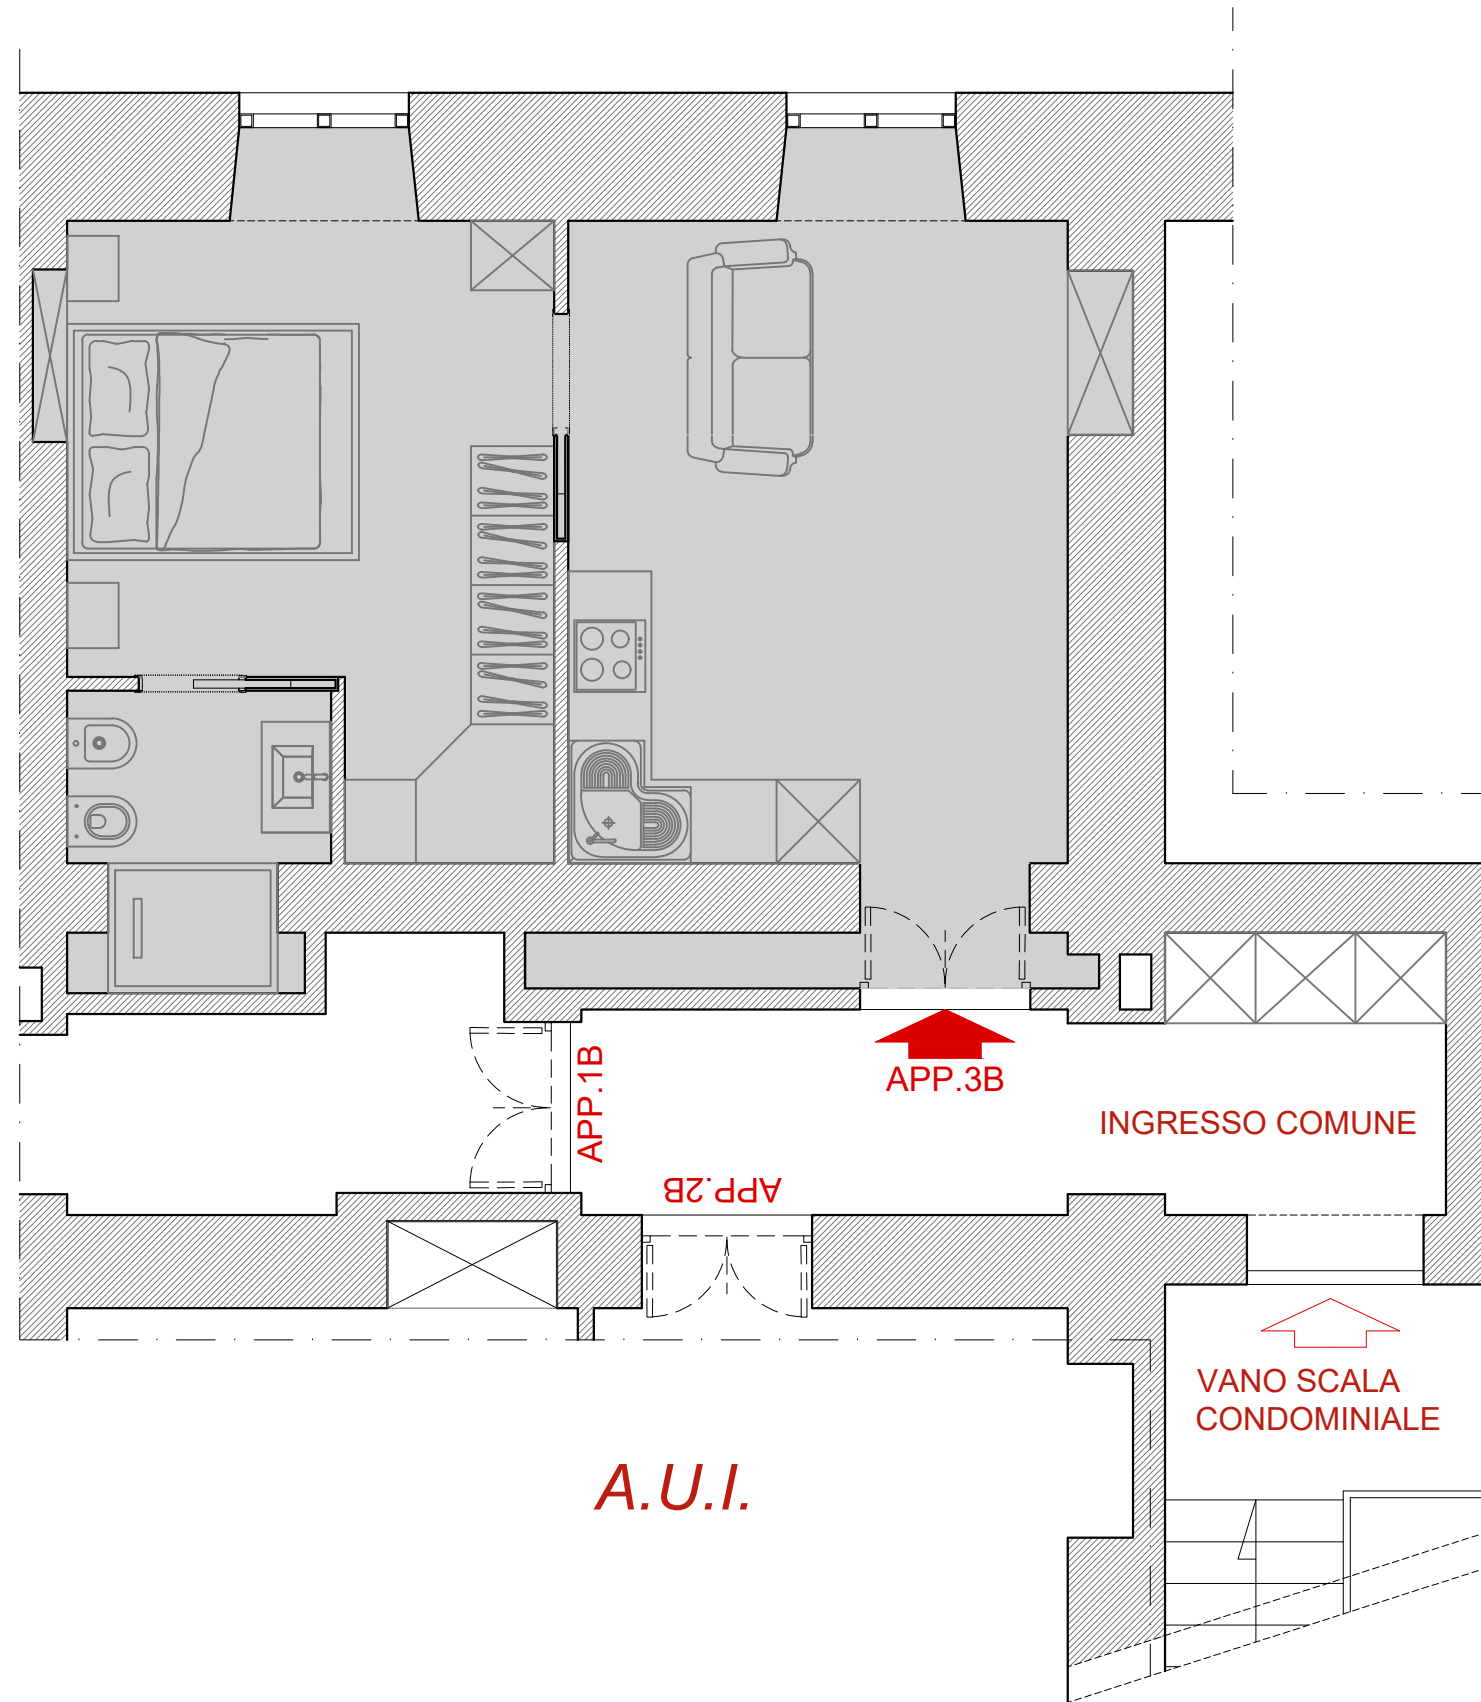 APP.1B
APP.3B
INGRESSO COMUNE
APP.2B
VANO SCALA
CONDOMINIALE
A.U.I.